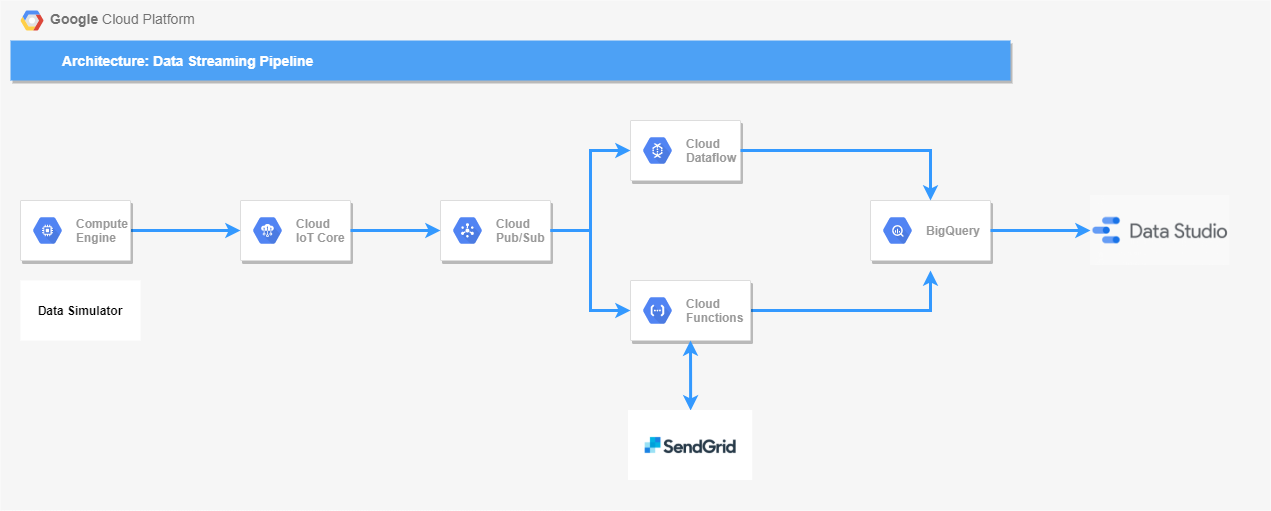 Google Cloud Platform
Architecture: Data Streaming Pipeline
Compute
Engine
Data Simulator
Cloud
IoT Core
Cloud
Pub/Sub
Cloud
Dataflow
Cloud
Functions
SendGrid
BigQuery
Data Studio